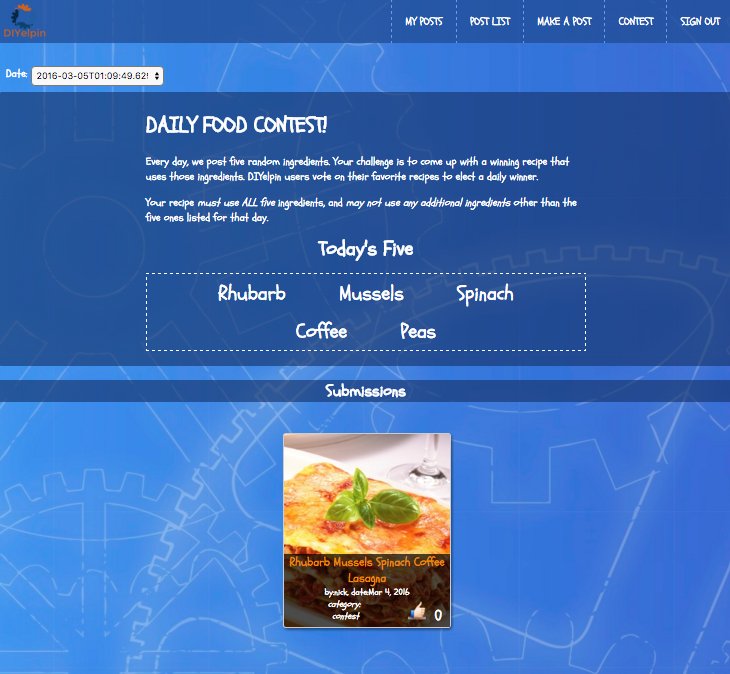 DIYelpin
MY POSTS
POST LIST
MAKE A POST
CONTEST
SIGN OUT
Date: 2016-03-05T01:09:49.629
DAILY FOOD CONTEST!
Every day, we post five random ingredients. Your challenge is to come up with a winning recipe that
uses those ingredients. DIYelpin users vote on their favorite recipes to elect a daily winner.
Your recipe must use ALL five ingredients, and may not use any additional ingredients other than the
five ones listed for that day.
Today's Five
Rhubarb Mussels Spinach
Coffee Peas
Submissions
Rhubarb Mussels Spinach Coffee
Lasagna
by:nick, date:Mar 4, 2016
category:
contest
0